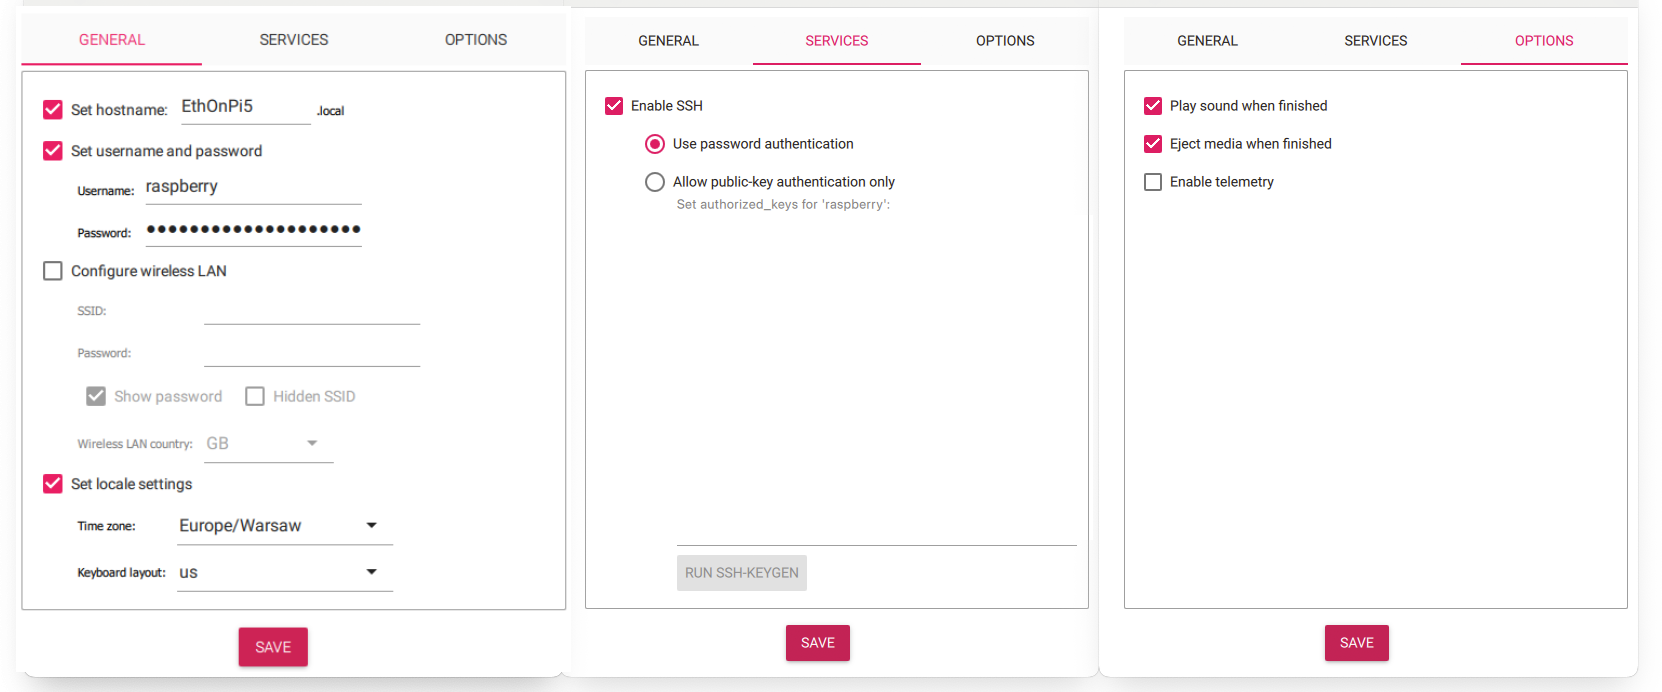 GENERAL SERVICES OPTIONS
Set hostname: EthOnPi5 .local
Set username and password
Username: raspberry
Password: ••••••••••••••••••••
Configure wireless LAN
SSID:
Password:
Show password Hidden SSID
Wireless LAN country: GB
Set locale settings
Time zone: Europe/Warsaw
Keyboard layout: us
SAVE
GENERAL SERVICES OPTIONS
Enable SSH
Use password authentication
Allow public-key authentication only
Set authorized_keys for 'raspberry':
RUN SSH-KEYGEN
SAVE
GENERAL SERVICES OPTIONS
Play sound when finished
Eject media when finished
Enable telemetry
SAVE